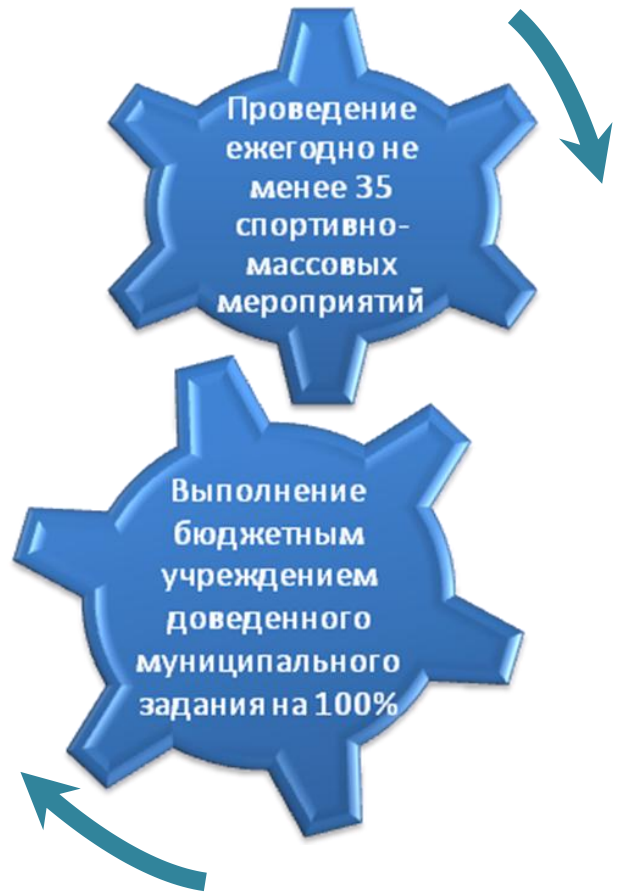 Проведение
ежегодно не
менее 35
спортивно-
массовых
мероприятий
Выполнение
бюджетным
учреждением
доведенного
муниципального
задания на 100%